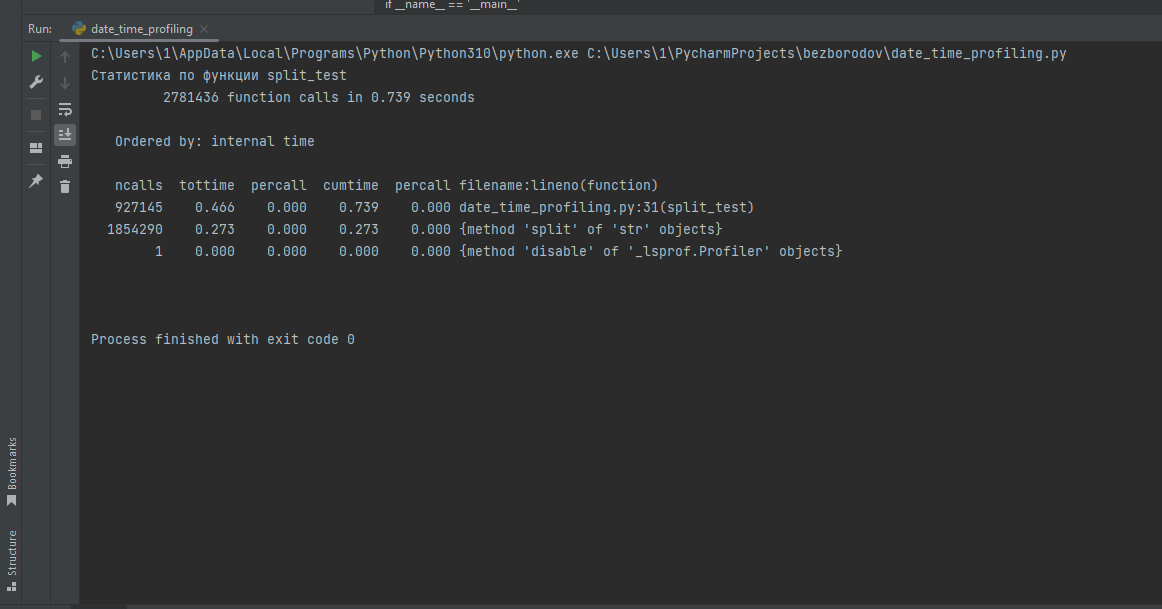 if __name__ == '__main__'
Run: date_time_profiling
C:\Users\1\AppData\Local\Programs\Python\Python310\python.exe C:\Users\1\PycharmProjects\bezborodov\date_time_profiling.py
Статистика по функции split_test
2781436 function calls in 0.739 seconds
Ordered by: internal time
ncalls tottime percall cumtime percall filename:lineno(function)
927145 0.466 0.000 0.739 0.000 date_time_profiling.py:31(split_test)
1854290 0.273 0.000 0.273 0.000 {method 'split' of 'str' objects}
1 0.000 0.000 0.000 0.000 {method 'disable' of '_lsprof.Profiler' objects}
Process finished with exit code 0
Bookmarks
Structure